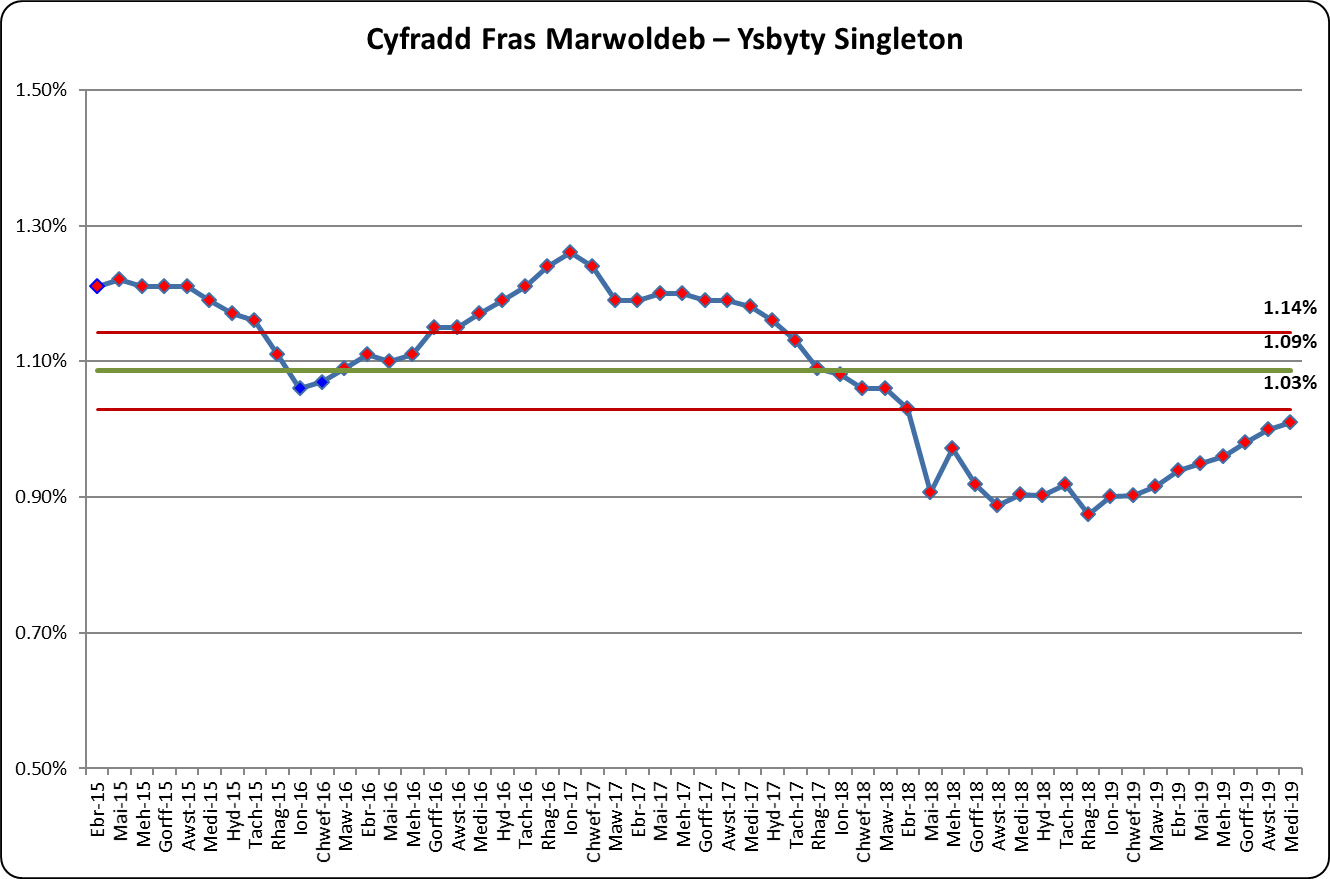 Cyfradd Fras Marwoldeb – Ysbyty Singleton
1.50%
1.30%
1.10%
0.90%
0.70%
0.50%
1.14%
1.09%
1.03%
Ebr-15
Mai-15
Meh-15
Gorff-15
Awst-15
Medi-15
Hyd-15
Tach-15
Rhag-15
Ion-16
Chwef-16
Maw-16
Ebr-16
Mai-16
Meh-16
Gorff-16
Awst-16
Medi-16
Hyd-16
Tach-16
Rhag-16
Ion-17
Chwef-17
Maw-17
Ebr-17
Mai-17
Meh-17
Gorff-17
Awst-17
Medi-17
Hyd-17
Tach-17
Rhag-17
Ion-18
Chwef-18
Maw-18
Ebr-18
Mai-18
Meh-18
Gorff-18
Awst-18
Medi-18
Hyd-18
Tach-18
Rhag-18
Ion-19
Chwef-19
Maw-19
Ebr-19
Mai-19
Meh-19
Gorff-19
Awst-19
Medi-19